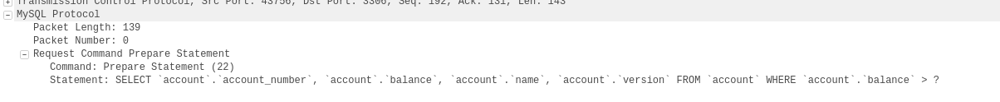 Transmission Control Protocol, Src Port: 43756, Dst Port: 3306, Seq: 192, Ack: 131, Len: 143
MySQL Protocol
Packet Length: 139
Packet Number: 0
Request Command Prepare Statement
Command: Prepare Statement (22)
Statement: SELECT `account`.`account_number`, `account`.`balance`, `account`.`name`, `account`.`version` FROM `account` WHERE `account`.`balance` > ?